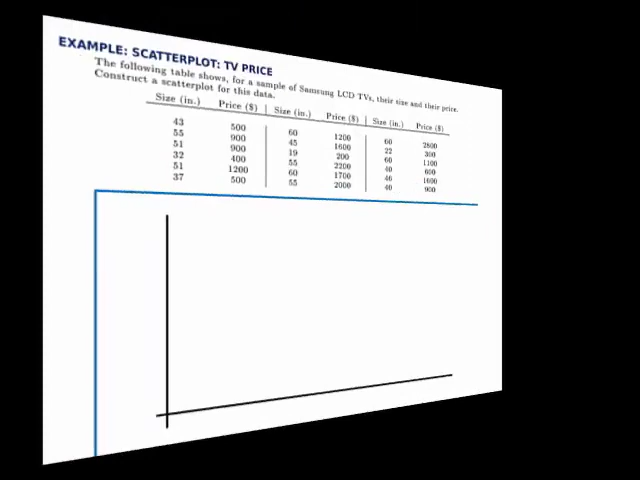 EXAMPLE: SCATTERPLOT: TV PRICE
The following table shows, for a sample of Samsung LCD TVs, their size and their price.
Construct a scatterplot for this data.
Size (in.) Price ($) Size (in.) Price ($) Size (in.) Price ($)
43 500 60 1200 60 2800
55 900 45 1600 22 300
51 900 19 200 60 1100
32 400 55 2200 40 600
51 1200 60 1700 46 1600
37 500 55 2000 40 900